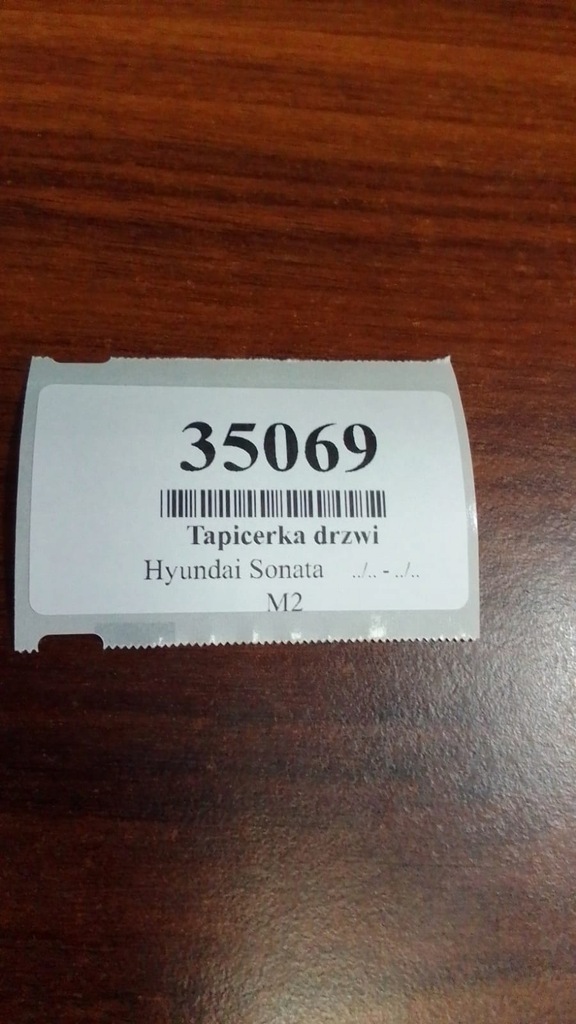 35069
Tapicerka drzwi
Hyundai Sonata ../.. - ../..
M2